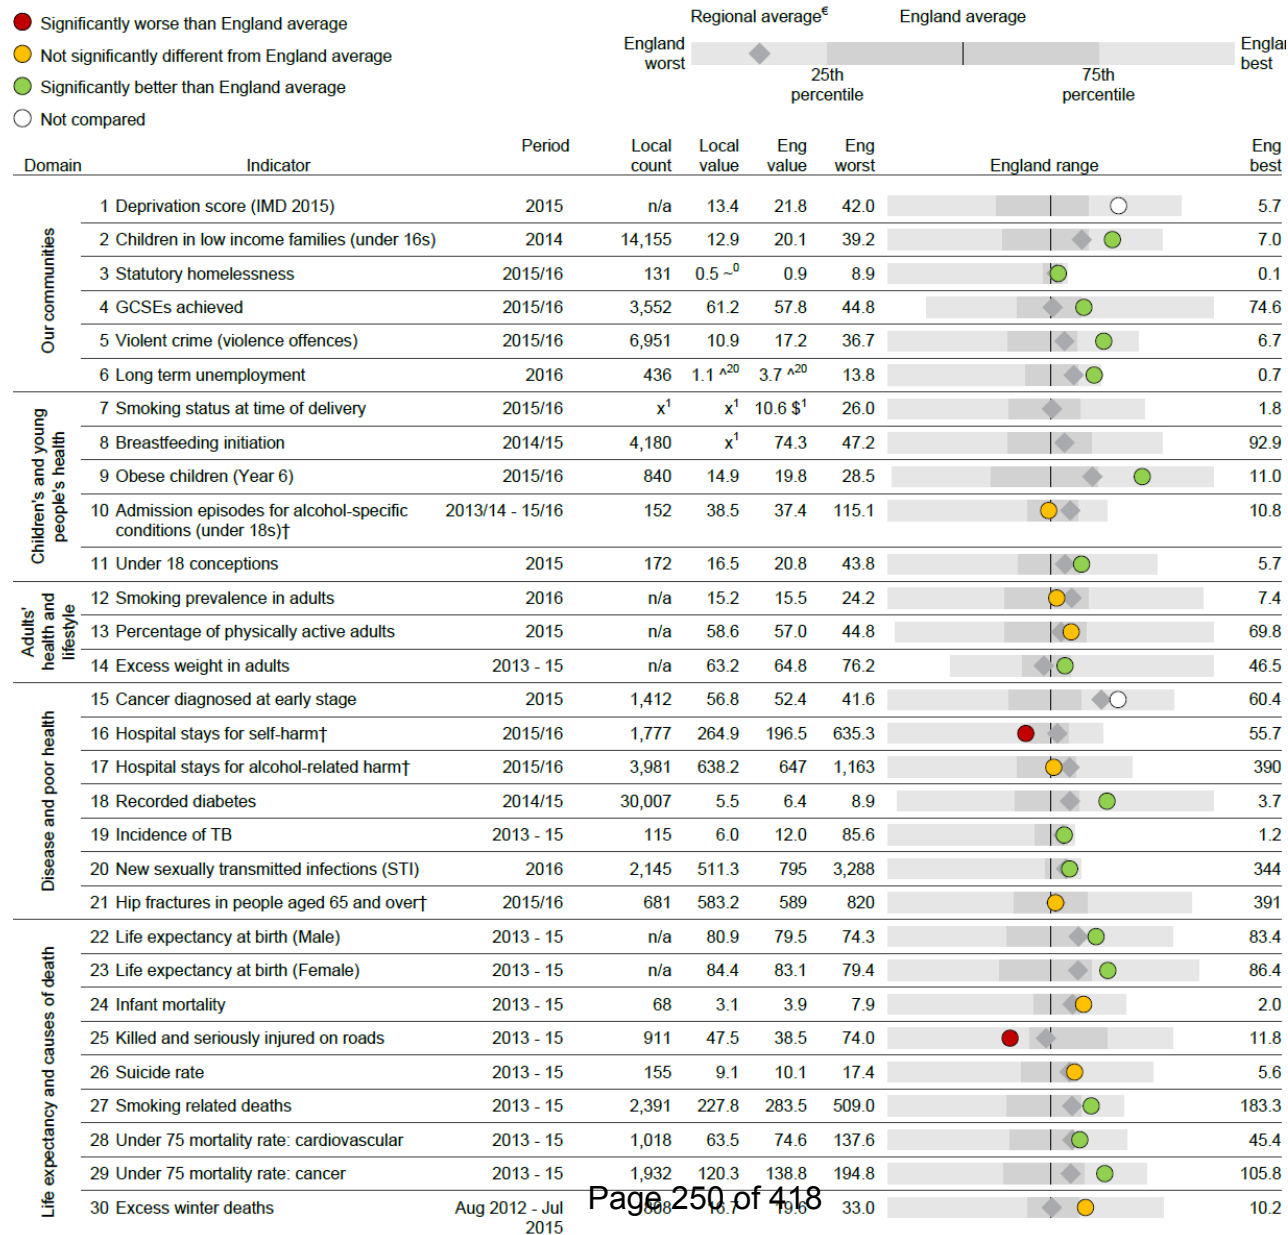 Significantly worse than England average
Not significantly different from England average
Significantly better than England average
Not compared
Regional average€ England average
England worst
England best
25th percentile
75th percentile
Domain Indicator Period Local count Local value Eng value Eng worst England range Eng best
Our communities
1 Deprivation score (IMD 2015) 2015 n/a 13.4 21.8 42.0 5.7
2 Children in low income families (under 16s) 2014 14,155 12.9 20.1 39.2 7.0
3 Statutory homelessness 2015/16 131 0.5 ~0 0.9 8.9 0.1
4 GCSEs achieved 2015/16 3,552 61.2 57.8 44.8 74.6
5 Violent crime (violence offences) 2015/16 6,951 10.9 17.2 36.7 6.7
6 Long term unemployment 2016 436 1.1 ^20 3.7 ^20 13.8 0.7
Children's and young people's health
7 Smoking status at time of delivery 2015/16 x1 x1 10.6 $1 26.0 1.8
8 Breastfeeding initiation 2014/15 4,180 x1 74.3 47.2 92.9
9 Obese children (Year 6) 2015/16 840 14.9 19.8 28.5 11.0
10 Admission episodes for alcohol-specific 2013/14 - 15/16 152 38.5 37.4 115.1 10.8
conditions (under 18s)†
11 Under 18 conceptions 2015 172 16.5 20.8 43.8 5.7
Adults' health and lifestyle
12 Smoking prevalence in adults 2016 n/a 15.2 15.5 24.2 7.4
13 Percentage of physically active adults 2015 n/a 58.6 57.0 44.8 69.8
14 Excess weight in adults 2013 - 15 n/a 63.2 64.8 76.2 46.5
Disease and poor health
15 Cancer diagnosed at early stage 2015 1,412 56.8 52.4 41.6 60.4
16 Hospital stays for self-harm† 2015/16 1,777 264.9 196.5 635.3 55.7
17 Hospital stays for alcohol-related harm† 2015/16 3,981 638.2 647 1,163 390
18 Recorded diabetes 2014/15 30,007 5.5 6.4 8.9 3.7
19 Incidence of TB 2013 - 15 115 6.0 12.0 85.6 1.2
20 New sexually transmitted infections (STI) 2016 2,145 511.3 795 3,288 344
21 Hip fractures in people aged 65 and over† 2015/16 681 583.2 589 820 391
Life expectancy and causes of death
22 Life expectancy at birth (Male) 2013 - 15 n/a 80.9 79.5 74.3 83.4
23 Life expectancy at birth (Female) 2013 - 15 n/a 84.4 83.1 79.4 86.4
24 Infant mortality 2013 - 15 68 3.1 3.9 7.9 2.0
25 Killed and seriously injured on roads 2013 - 15 911 47.5 38.5 74.0 11.8
26 Suicide rate 2013 - 15 155 9.1 10.1 17.4 5.6
27 Smoking related deaths 2013 - 15 2,391 227.8 283.5 509.0 183.3
28 Under 75 mortality rate: cardiovascular 2013 - 15 1,018 63.5 74.6 137.6 45.4
29 Under 75 mortality rate: cancer 2013 - 15 1,932 120.3 138.8 194.8 105.8
30 Excess winter deaths Aug 2012 - Jul 2015 808 16.7 19.6 33.0 10.2
Page 250 of 418